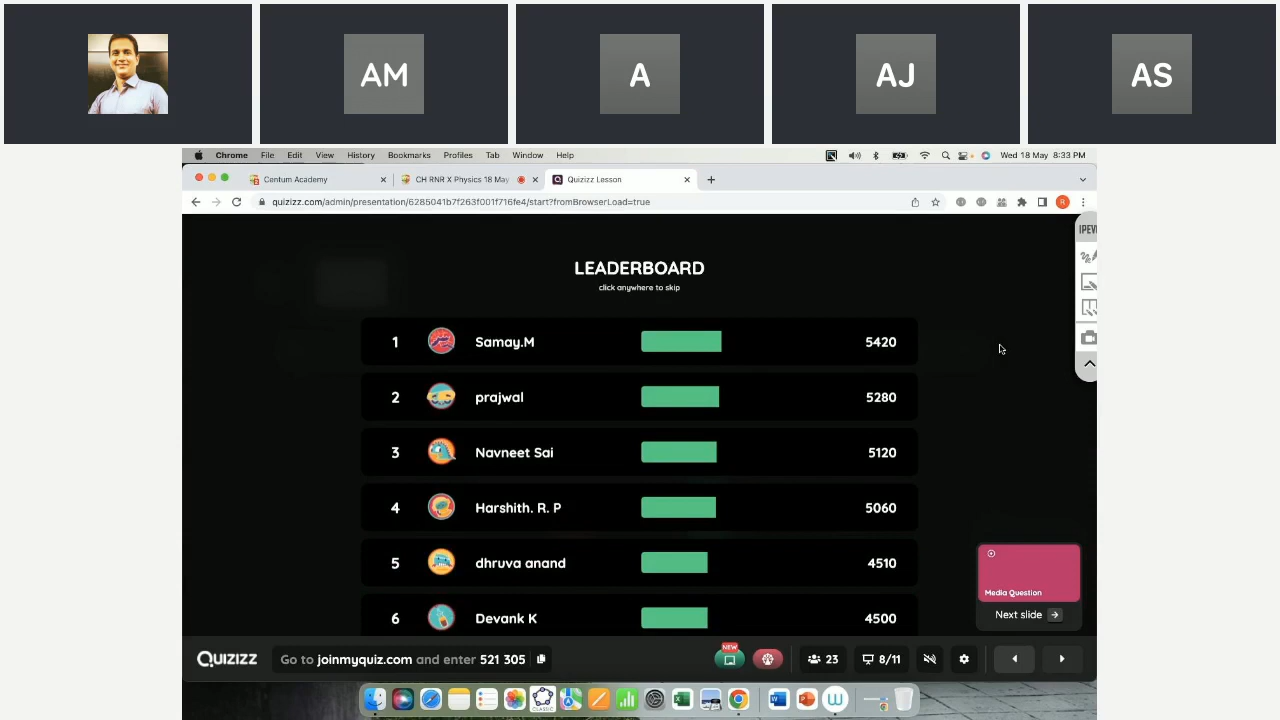 AM
A
AJ
AS
Chrome File Edit View History Bookmarks Profiles Tab Window Help
Wed 18 May 8:33 PM
Centum Academy
CH RNR X Physics 18 May
Quizizz Lesson
quizizz.com/admin/presentation/6285041b7f263f001f716fe4/start?fromBrowserLoad=true
R
LEADERBOARD
click anywhere to skip
1 Samay.M 5420
2 prajwal 5280
3 Navneet Sai 5120
4 Harshith. R. P 5060
5 dhruva anand 4510
6 Devank K 4500
Media Question
Next slide
QUIZIZZ
Go to joinmyquiz.com and enter 521 305
NEW
23
8/11